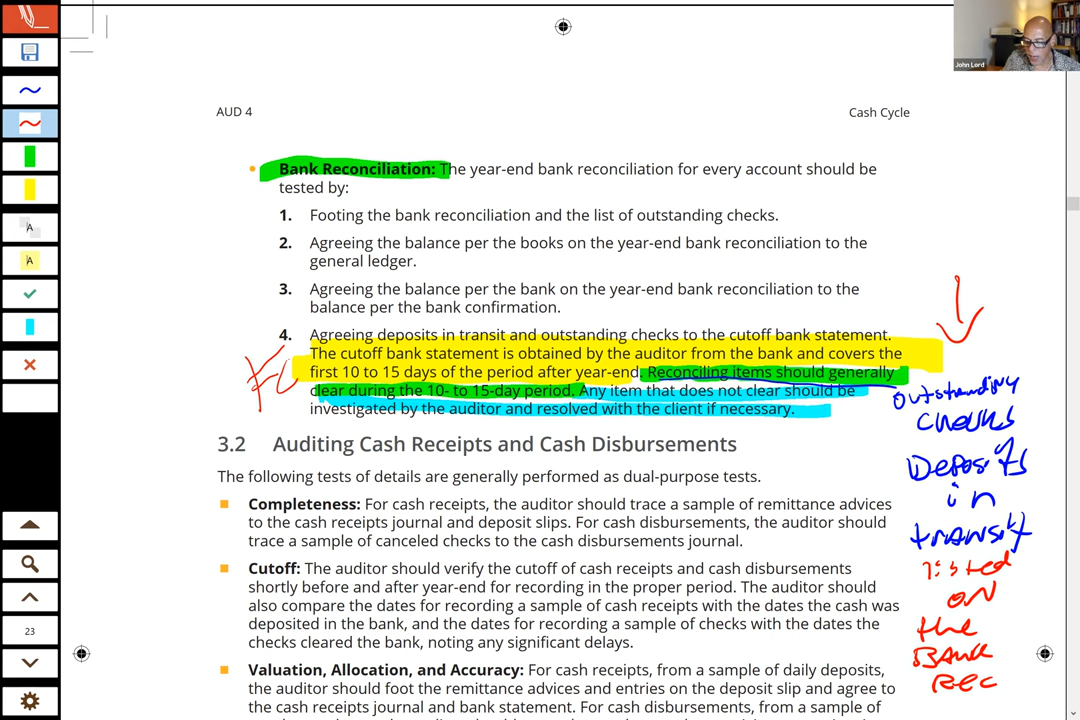 John Lord
AUD 4
Cash Cycle
Bank Reconciliation: The year-end bank reconciliation for every account should be
tested by:
1. Footing the bank reconciliation and the list of outstanding checks.
2. Agreeing the balance per the books on the year-end bank reconciliation to the
general ledger.
3. Agreeing the balance per the bank on the year-end bank reconciliation to the
balance per the bank confirmation.
4. Agreeing deposits in transit and outstanding checks to the cutoff bank statement.
The cutoff bank statement is obtained by the auditor from the bank and covers the
first 10 to 15 days of the period after year-end. Reconciling items should generally
clear during the 10- to 15-day period. Any item that does not clear should be
investigated by the auditor and resolved with the client if necessary.
outstanding
checks
Deposits
in
transit
listed
on
the
BANK
Rec
3.2 Auditing Cash Receipts and Cash Disbursements
The following tests of details are generally performed as dual-purpose tests.
Completeness: For cash receipts, the auditor should trace a sample of remittance advices
to the cash receipts journal and deposit slips. For cash disbursements, the auditor should
trace a sample of canceled checks to the cash disbursements journal.
Cutoff: The auditor should verify the cutoff of cash receipts and cash disbursements
shortly before and after year-end for recording in the proper period. The auditor should
also compare the dates for recording a sample of cash receipts with the dates the cash was
deposited in the bank, and the dates for recording a sample of checks with the dates the
checks cleared the bank, noting any significant delays.
Valuation, Allocation, and Accuracy: For cash receipts, from a sample of daily deposits,
the auditor should foot the remittance advices and entries on the deposit slip and agree to
the cash receipts journal and bank statement. For cash disbursements, from a sample of
A
A
23